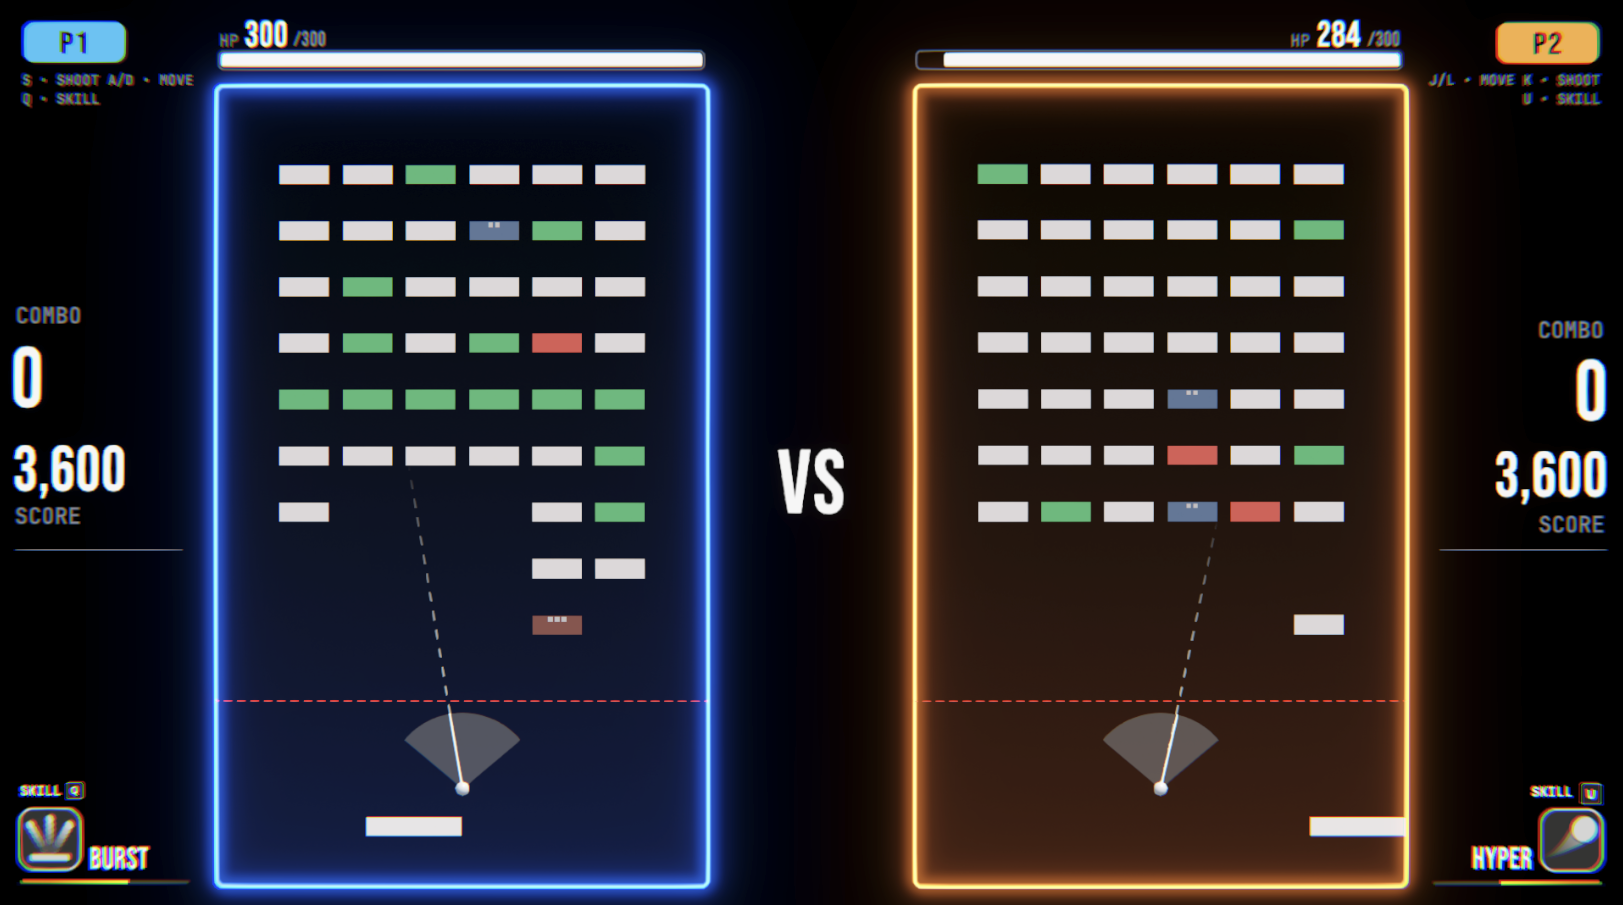 P1
S - SHOOT A/D - MOVE
Q - SKILL
HP 300 /300
HP 284 /300
P2
J/L - MOVE K - SHOOT
U - SKILL
COMBO
0
3,600
SCORE
VS
COMBO
0
3,600
SCORE
SKILL Q
BURST
SKILL U
HYPER